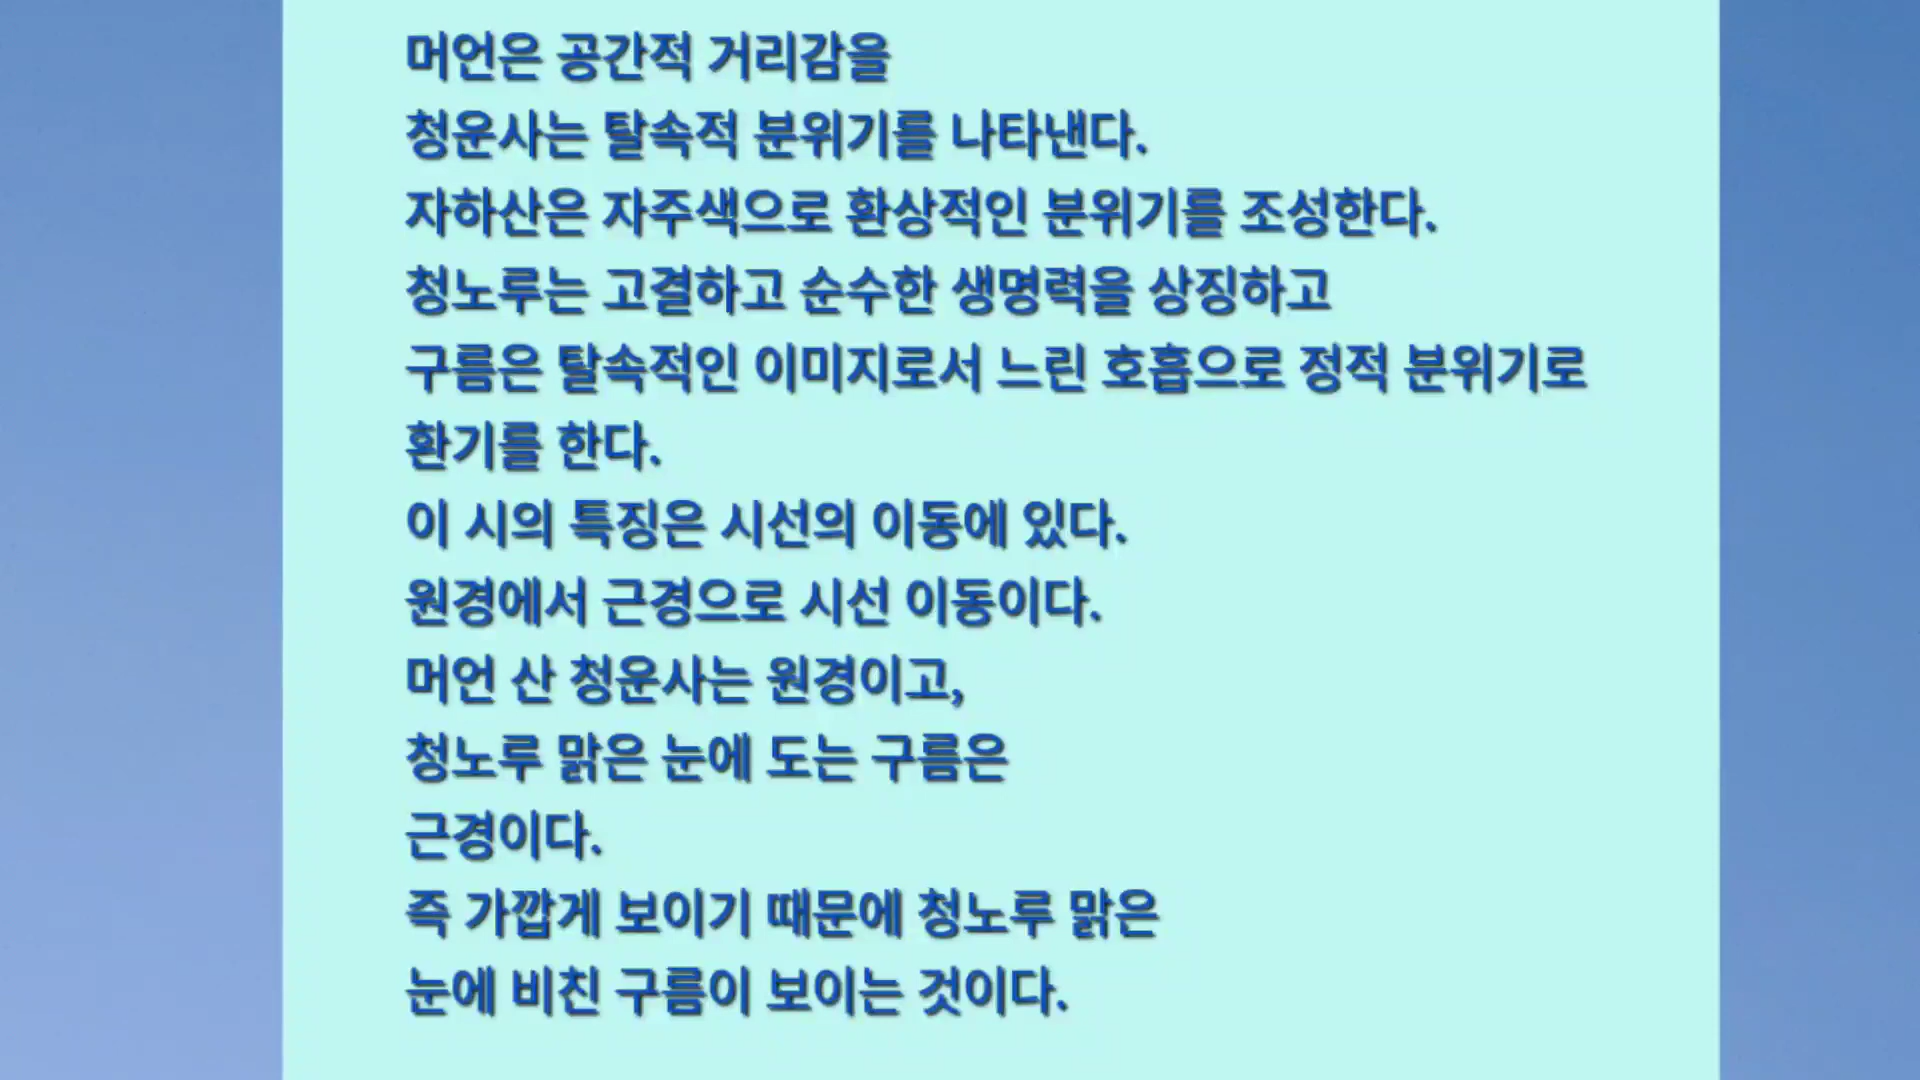 머언은 공간적 거리감을
청운사는 탈속적 분위기를 나타낸다.
자하산은 자주색으로 환상적인 분위기를 조성한다.
청노루는 고결하고 순수한 생명력을 상징하고
구름은 탈속적인 이미지로서 느린 호흡으로 정적 분위기로
환기를 한다.
이 시의 특징은 시선의 이동에 있다.
원경에서 근경으로 시선 이동이다.
머언 산 청운사는 원경이고,
청노루 맑은 눈에 도는 구름은
근경이다.
즉 가깝게 보이기 때문에 청노루 맑은
눈에 비친 구름이 보이는 것이다.